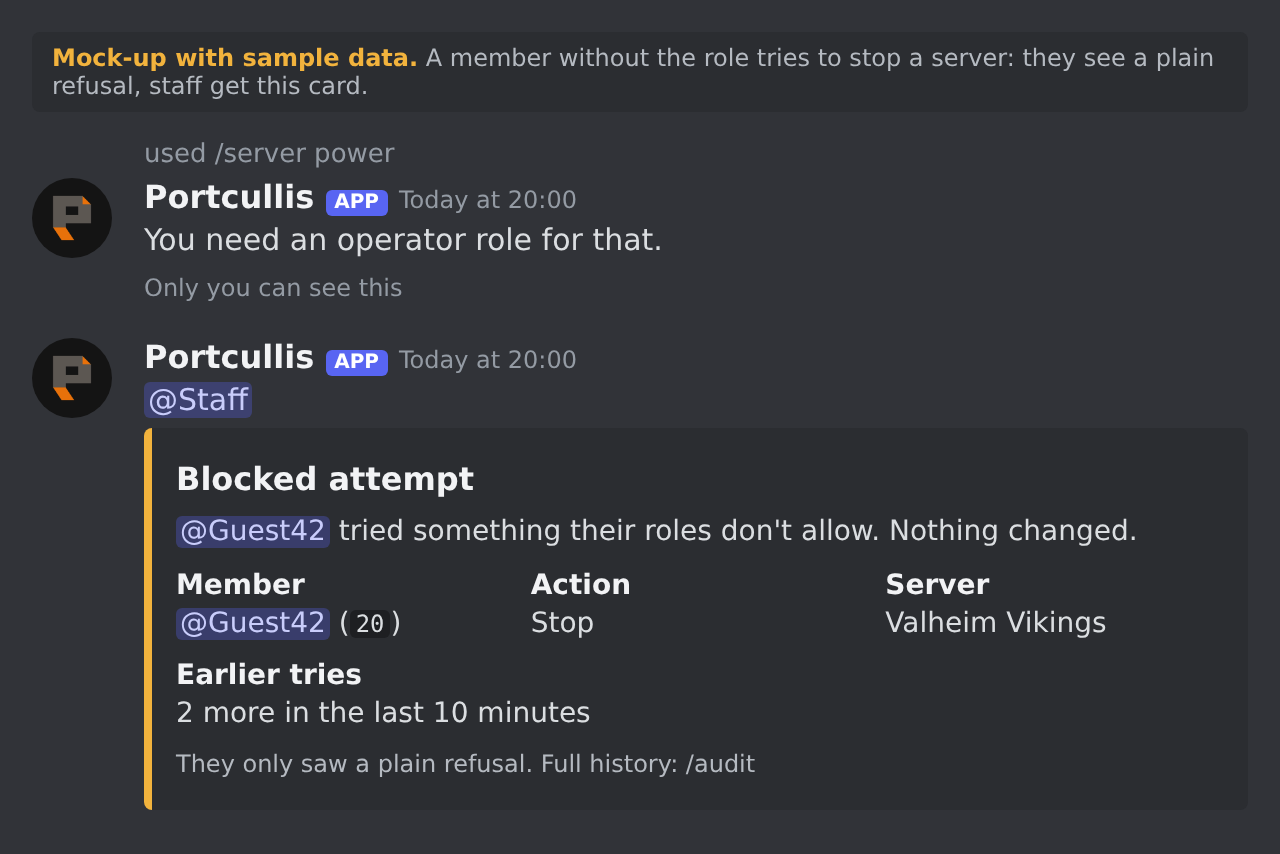 Mock-up with sample data. A member without the role tries to stop a server: they see a plain
refusal, staff get this card.
used /server power
Portcullis APP Today at 20:00
You need an operator role for that.
Only you can see this
Portcullis APP Today at 20:00
@Staff
Blocked attempt
@Guest42 tried something their roles don't allow. Nothing changed.
Member Action Server
@Guest42 (20) Stop Valheim Vikings
Earlier tries
2 more in the last 10 minutes
They only saw a plain refusal. Full history: /audit